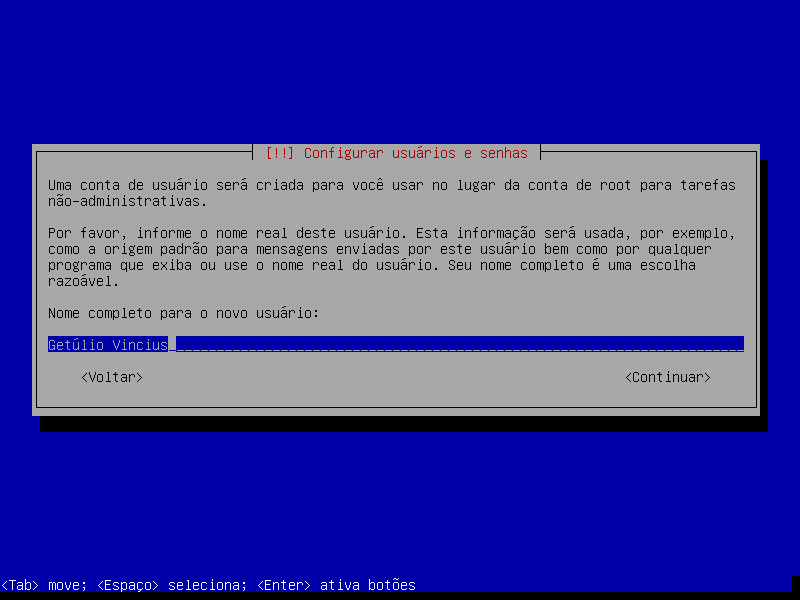 [!!] Configurar usuários e senhas
Uma conta de usuário será criada para você usar no lugar da conta de root para tarefas
não-administrativas.
Por favor, informe o nome real deste usuário. Esta informação será usada, por exemplo,
como a origem padrão para mensagens enviadas por este usuário bem como por qualquer
programa que exiba ou use o nome real do usuário. Seu nome completo é uma escolha
razoável.
Nome completo para o novo usuário:
Getúlio Vincius
<Voltar> <Continuar>
<Tab> move; <Espaço> seleciona; <Enter> ativa botões